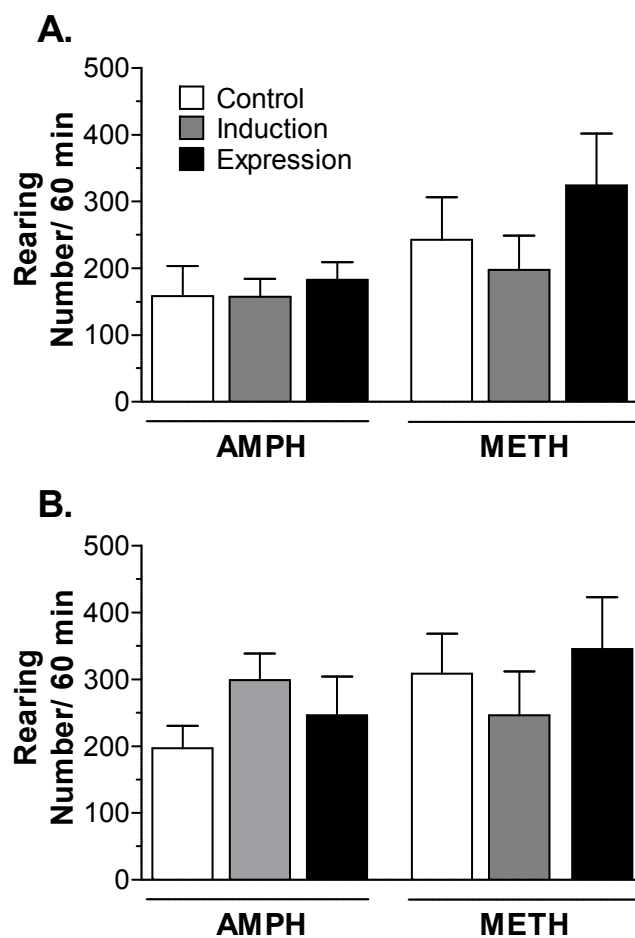 A.
Rearing
Number/ 60 min
500
400
300
200
100
0
Control
Induction
Expression
AMPH
METH
B.
Rearing
Number/ 60 min
500
400
300
200
100
0
AMPH
METH